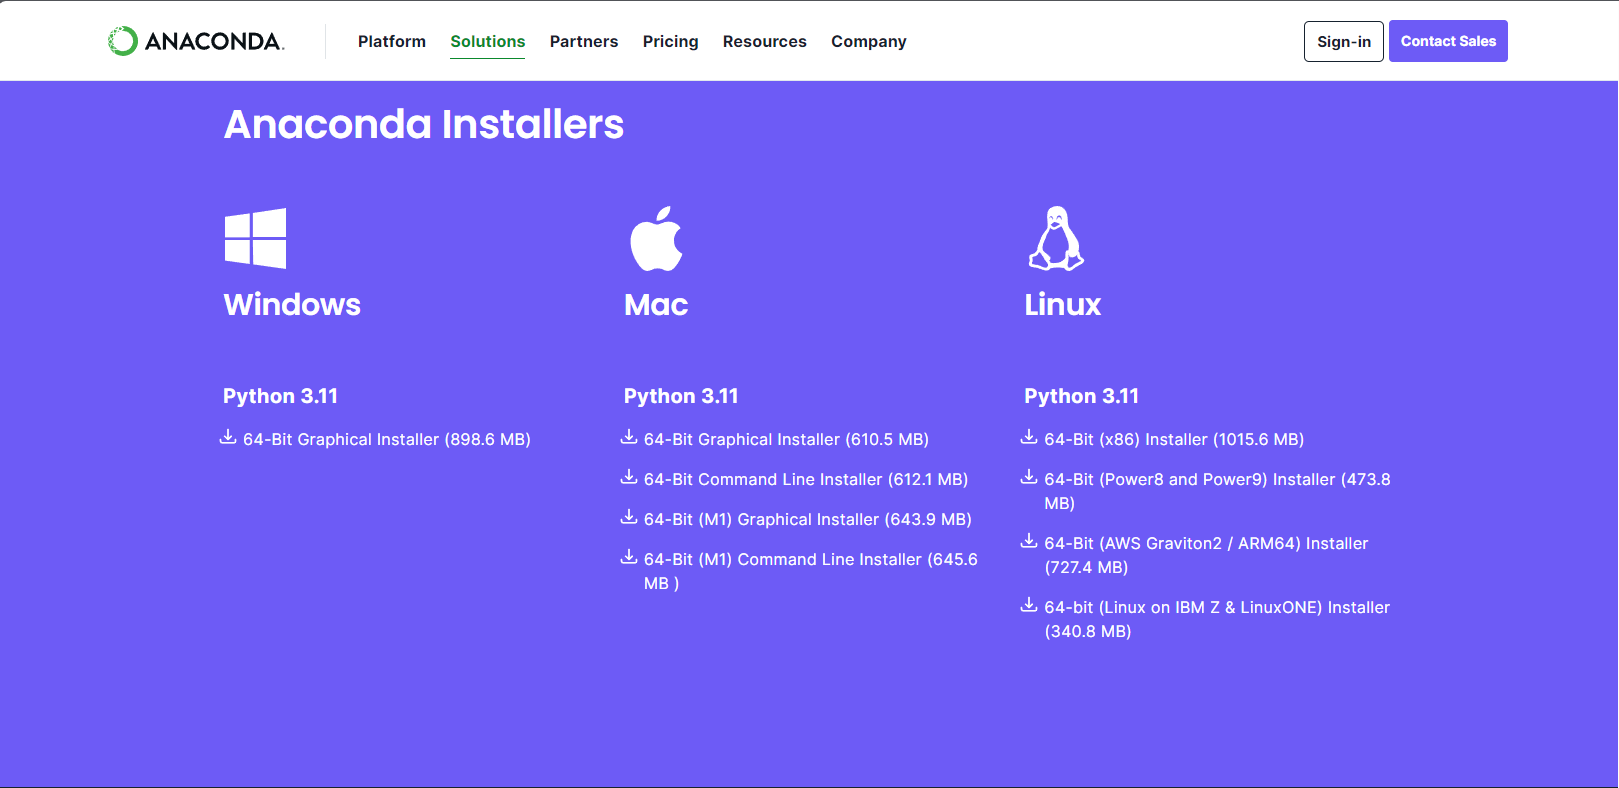 ANACONDA.
Platform
Solutions
Partners
Pricing
Resources
Company
Sign-in
Contact Sales
Anaconda Installers
Windows
Python 3.11
64-Bit Graphical Installer (898.6 MB)
Mac
Python 3.11
64-Bit Graphical Installer (610.5 MB)
64-Bit Command Line Installer (612.1 MB)
64-Bit (M1) Graphical Installer (643.9 MB)
64-Bit (M1) Command Line Installer (645.6
MB )
Linux
Python 3.11
64-Bit (x86) Installer (1015.6 MB)
64-Bit (Power8 and Power9) Installer (473.8
MB)
64-Bit (AWS Graviton2 / ARM64) Installer
(727.4 MB)
64-bit (Linux on IBM Z & LinuxONE) Installer
(340.8 MB)